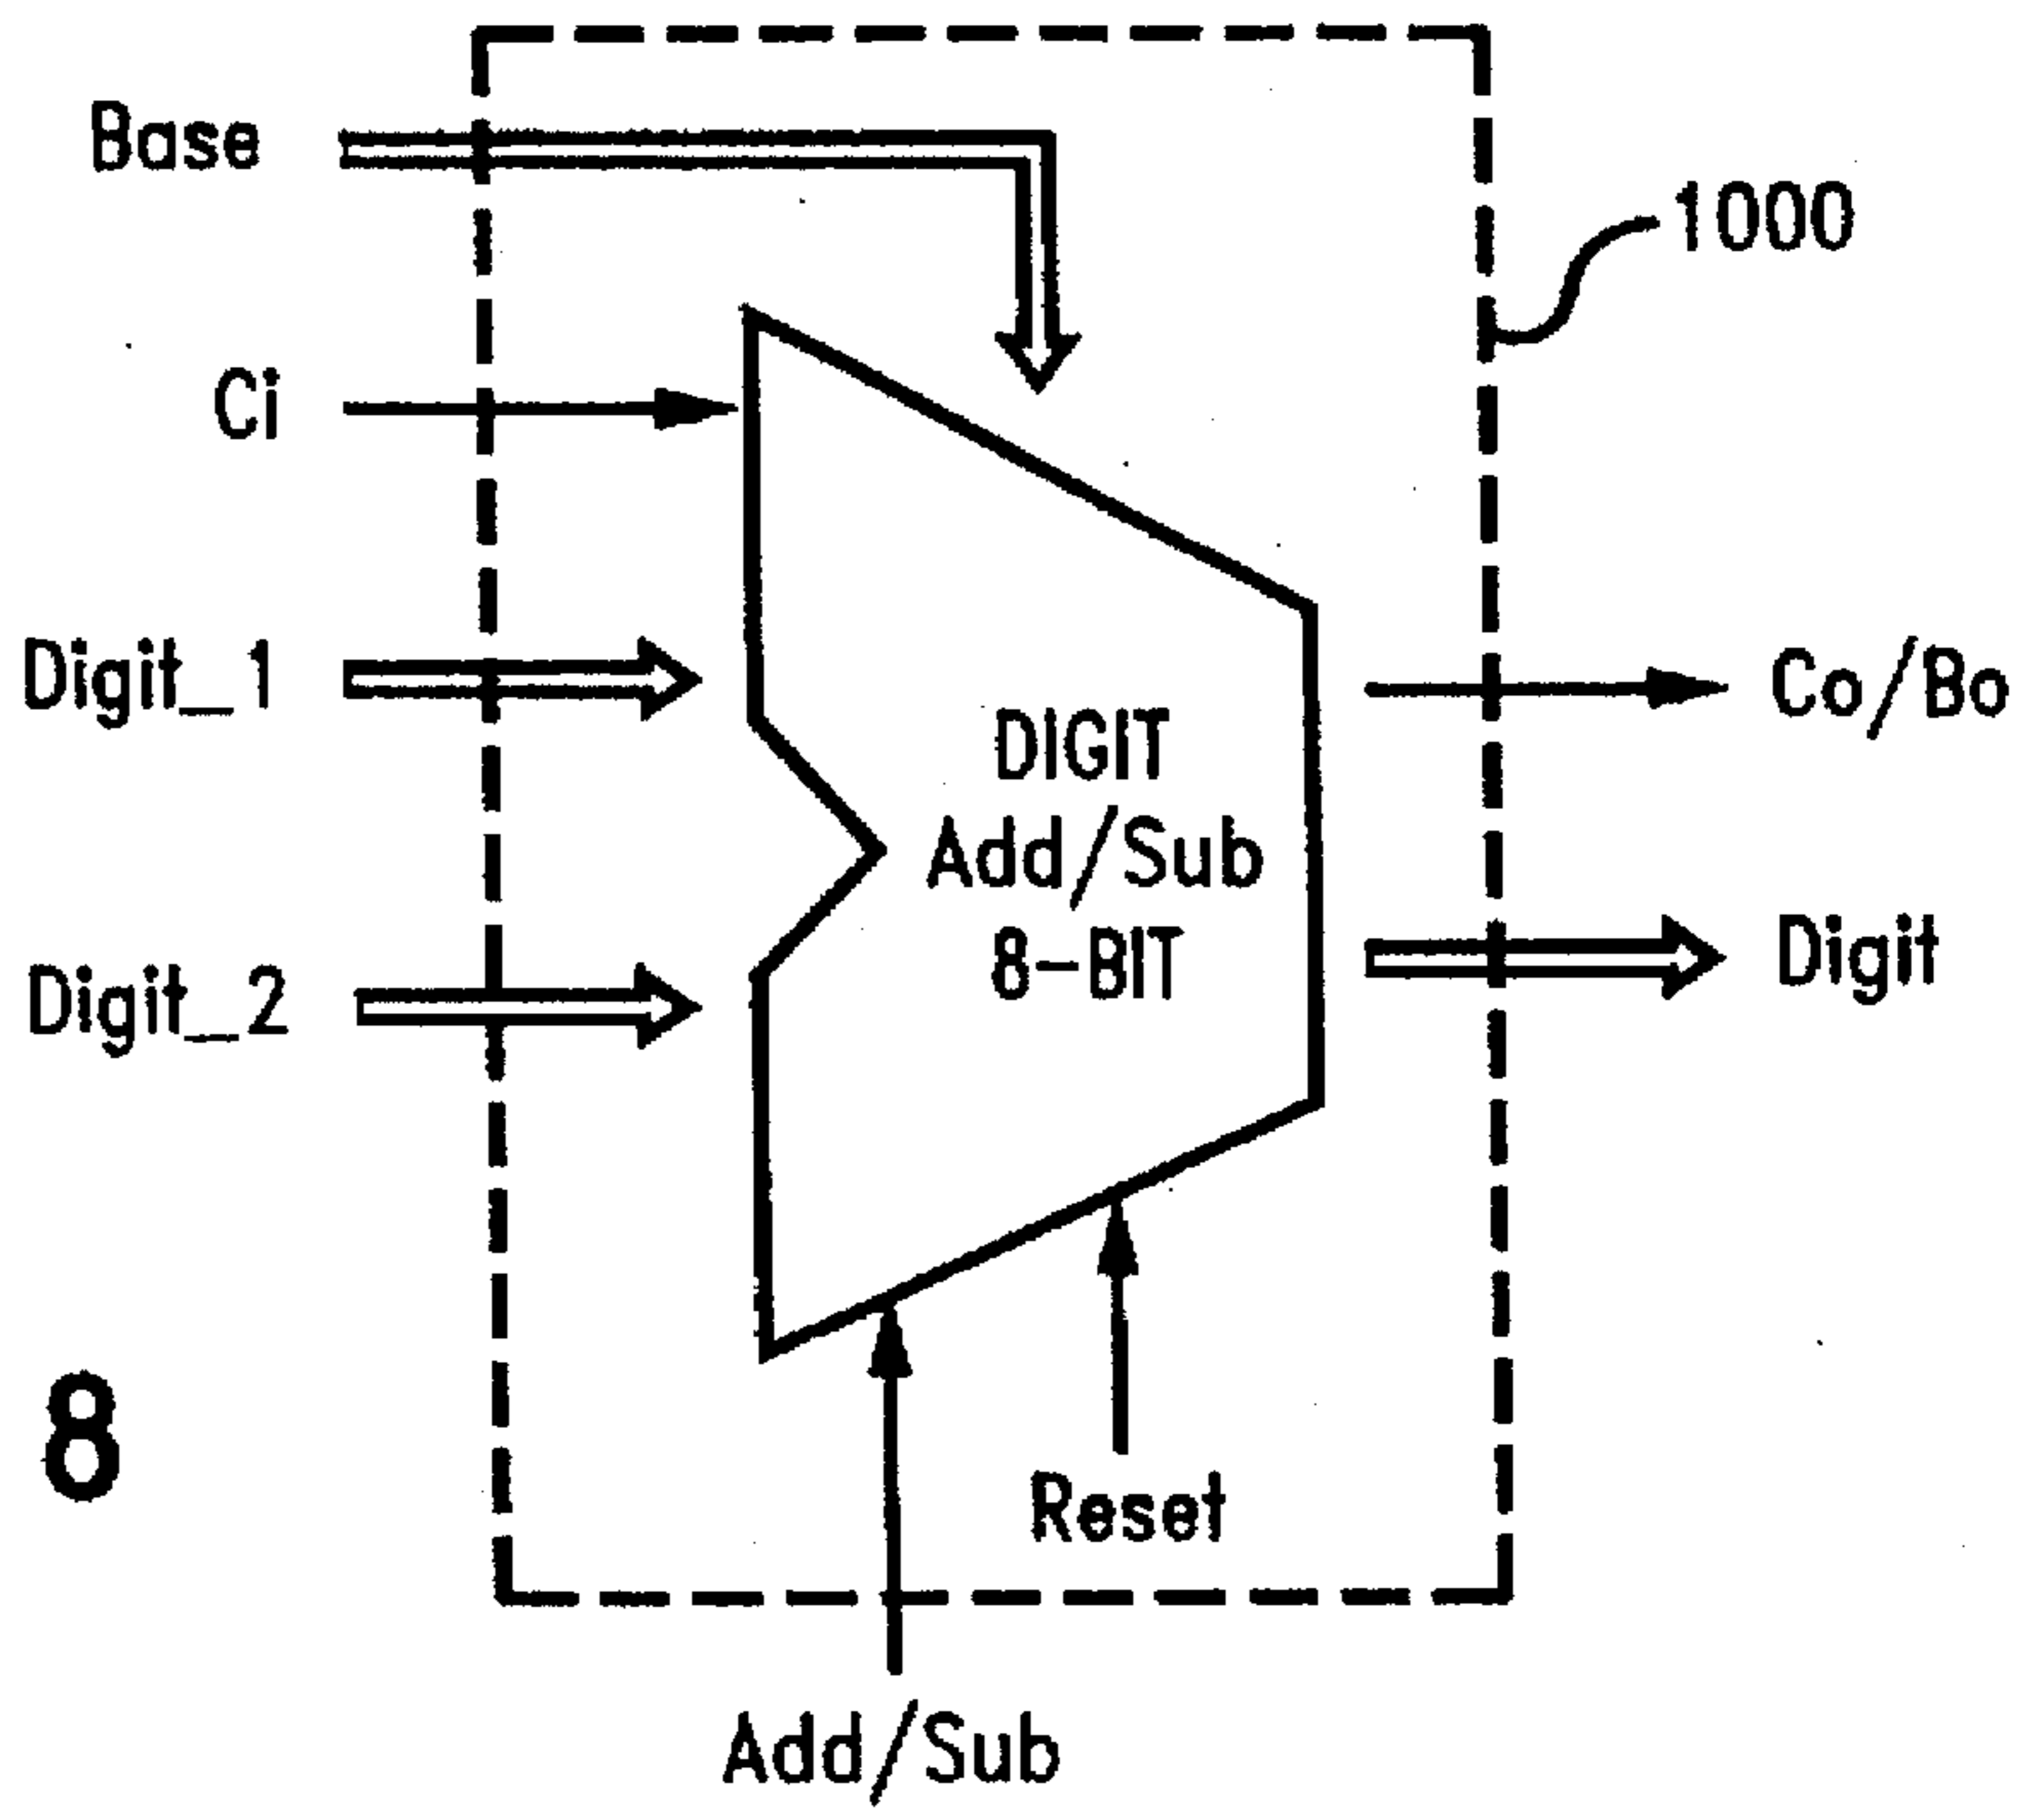 Base
1000
Ci
Digit_1
Co/Bo
DIGIT
Add/Sub
8-BIT
Digit
Digit_2
8
Reset
Add/Sub